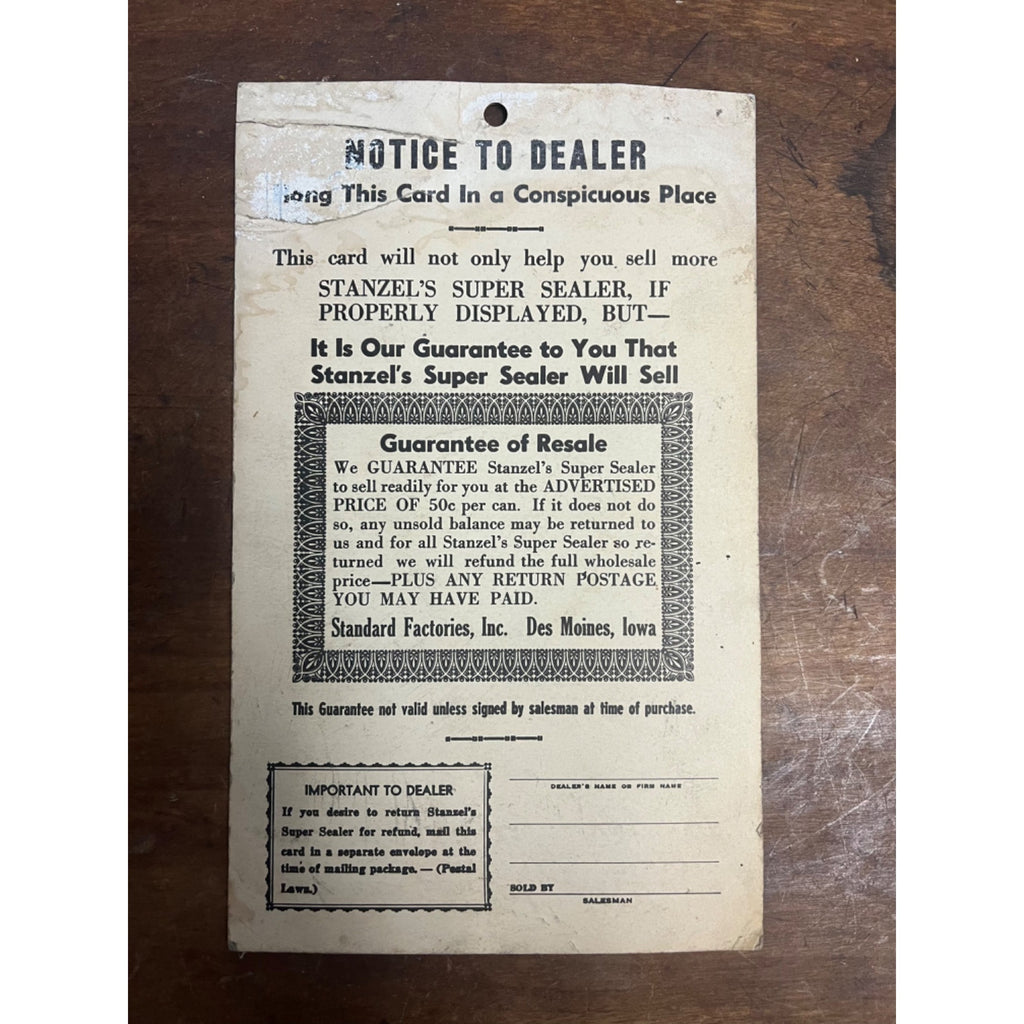 NOTICE TO DEALER
This Card In a Conspicuous Place
This card will not only help you sell more
STANZEL'S SUPER SEALER, IF
PROPERLY DISPLAYED, BUT—
It Is Our Guarantee to You That
Stanzel's Super Sealer Will Sell
Guarantee of Resale
We GUARANTEE Stanzel's Super Sealer
to sell readily for you at the ADVERTISED
PRICE OF 50c per can. If it does not do
so, any unsold balance may be returned to
us and for all Stanzel's Super Sealer so re-
turned we will refund the full wholesale
price—PLUS ANY RETURN POSTAGE
YOU MAY HAVE PAID.
Standard Factories, Inc. Des Moines, Iowa
This Guarantee not valid unless signed by salesman at time of purchase.
IMPORTANT TO DEALER
If you desire to return Stanzel's
Super Sealer for refund, mail this
card in a separate envelope at the
time of mailing package. — (Postal
Laws.)
DEALER'S NAME OR FIRM NAME
SOLD BY
SALESMAN